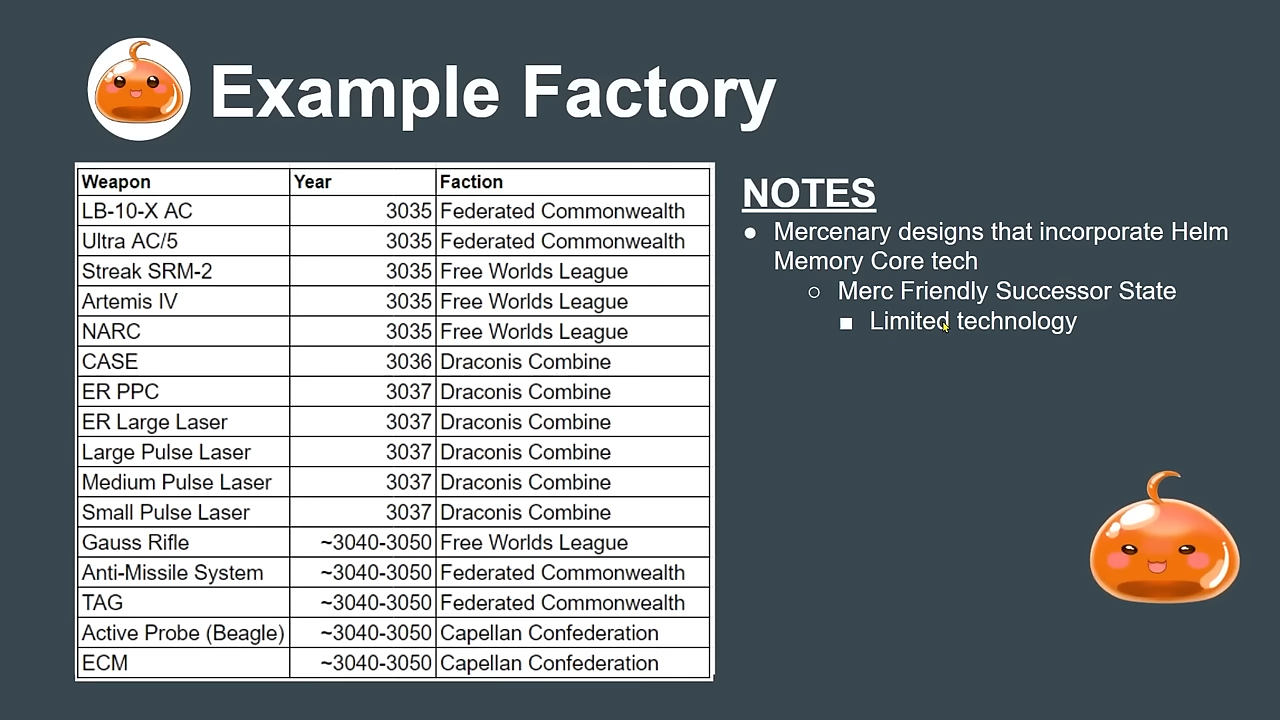 Example Factory
Weapon Year Faction
LB-10-X AC 3035 Federated Commonwealth
Ultra AC/5 3035 Federated Commonwealth
Streak SRM-2 3035 Free Worlds League
Artemis IV 3035 Free Worlds League
NARC 3035 Free Worlds League
CASE 3036 Draconis Combine
ER PPC 3037 Draconis Combine
ER Large Laser 3037 Draconis Combine
Large Pulse Laser 3037 Draconis Combine
Medium Pulse Laser 3037 Draconis Combine
Small Pulse Laser 3037 Draconis Combine
Gauss Rifle ~3040-3050 Free Worlds League
Anti-Missile System ~3040-3050 Federated Commonwealth
TAG ~3040-3050 Federated Commonwealth
Active Probe (Beagle) ~3040-3050 Capellan Confederation
ECM ~3040-3050 Capellan Confederation
NOTES
● Mercenary designs that incorporate Helm
Memory Core tech
○ Merc Friendly Successor State
■ Limited technology